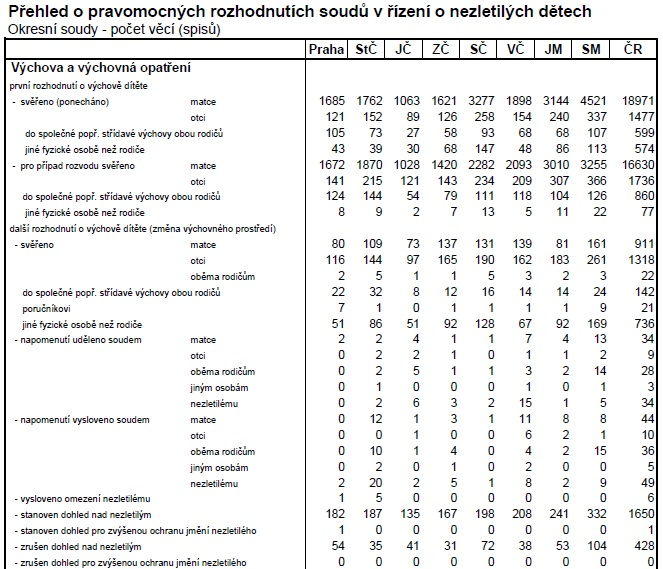 Přehled o pravomocných rozhodnutích soudů v řízení o nezletilých dětech
Okresní soudy - počet věcí (spisů)
Praha StČ JČ ZČ SČ VČ JM SM ČR
Výchova a výchovná opatření
první rozhodnutí o výchově dítěte
- svěřeno (ponecháno) matce 1685 1762 1063 1621 3277 1898 3144 4521 18971
otci 121 152 89 126 258 154 240 337 1477
do společné popř. střídavé výchovy obou rodičů 105 73 27 58 93 68 68 107 599
jiné fyzické osobě než rodiče 43 39 30 68 147 48 86 113 574
- pro případ rozvodu svěřeno matce 1672 1870 1028 1420 2282 2093 3010 3255 16630
otci 141 215 121 143 234 209 307 366 1736
do společné popř. střídavé výchovy obou rodičů 124 144 54 79 111 118 104 126 860
jiné fyzické osobě než rodiče 8 9 2 7 13 5 11 22 77
další rozhodnutí o výchově dítěte (změna výchovného prostředí)
- svěřeno matce 80 109 73 137 131 139 81 161 911
otci 116 144 97 165 190 162 183 261 1318
oběma rodičům 2 5 1 1 5 3 2 3 22
do společné popř. střídavé výchovy obou rodičů 22 32 8 12 16 14 14 24 142
poručníkovi 7 1 0 1 1 1 1 9 21
jiné fyzické osobě než rodiče 51 86 51 92 128 67 92 169 736
- napomenutí uděleno soudem matce 2 2 4 1 1 7 4 13 34
otci 0 2 2 1 0 1 1 2 9
oběma rodičům 0 2 5 1 1 3 2 14 28
jiným osobám 0 1 0 0 0 1 0 1 3
nezletilému 0 2 6 3 2 15 1 5 34
- napomenutí vysloveno soudem matce 0 12 1 3 1 11 8 8 44
otci 0 0 1 0 0 6 2 1 10
oběma rodičům 0 10 1 4 0 4 2 15 36
jiným osobám 0 2 0 1 0 2 0 0 5
nezletilému 2 20 2 5 1 8 2 9 49
- vysloveno omezení nezletilému 1 5 0 0 0 0 0 0 6
- stanoven dohled nad nezletilým 182 187 135 167 198 208 241 332 1650
- stanoven dohled pro zvýšenou ochranu jmění nezletilého 1 0 0 0 0 0 0 0 1
- zrušen dohled nad nezletilým 54 35 41 31 72 38 53 104 428
- zrušen dohled pro zvýšenou ochranu jmění nezletilého 0 0 0 0 0 0 0 0 0